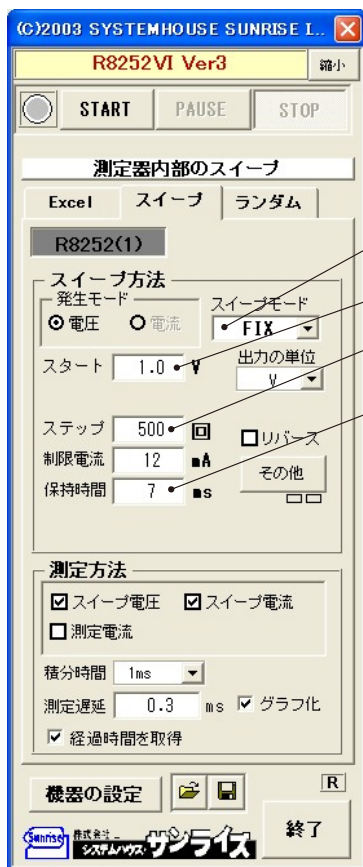 (C)2003 SYSTEMHOUSE SUNRISE I..
R8252VI Ver3
縮小
START PAUSE STOP
測定器内部のスイープ
Excel スイープ ランダム
R8252(1)
スイープ方法
発生モード
スイープモード
電圧 電流
FIX
スタート 1.0 V
出力の単位
V
ステップ 500 回
リバース
制限電流 12 mA
その他
保持時間 7 ms
測定方法
スイープ電圧 スイープ電流
測定電流
積分時間 1ms
測定遅延 0.3 ms グラフ化
経過時間を取得
機器の設定
R
終了
Sunrise 株式会社 システムハウス サンライズ